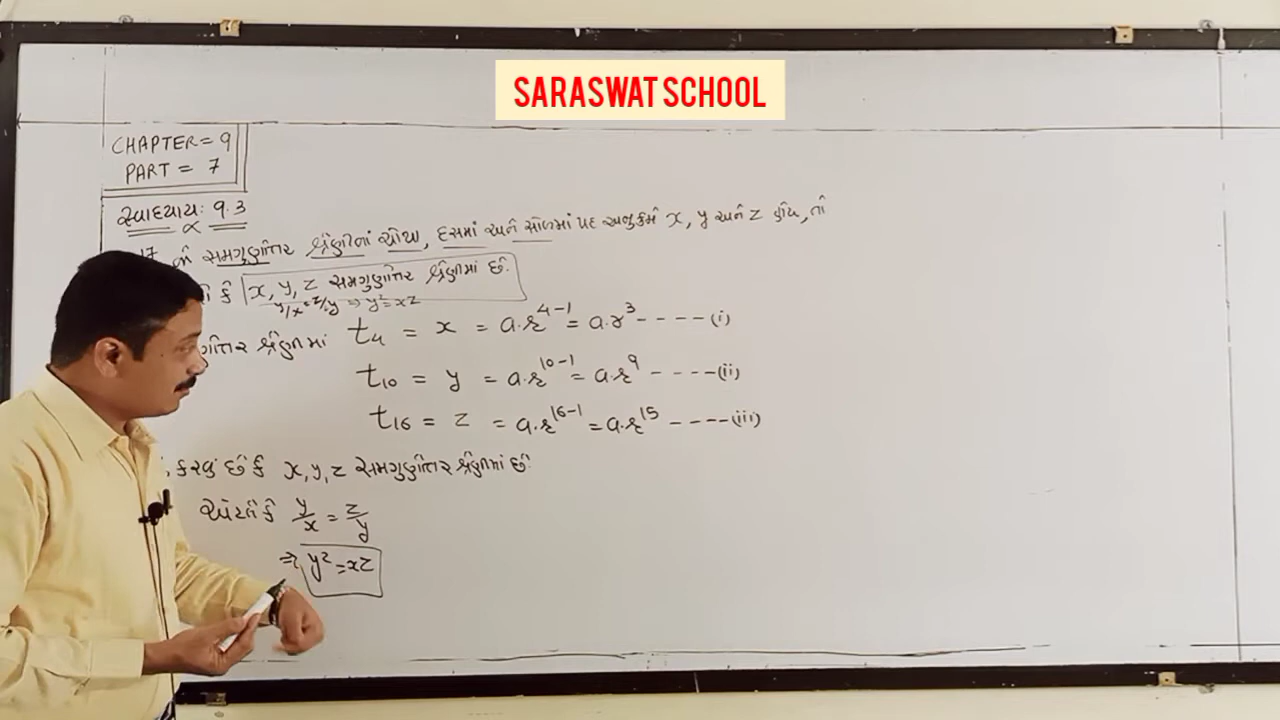 SARASWAT SCHOOL
CHAPTER = 9
PART = 7
સ્વાધ્યાય: 9.3
17 જો સમગુણોત્તર શ્રેણીનાં ચોથા, દસમાં અને સોળમાં પદ અનુક્રમે x, y અને z હોય, તો
કે x, y, z સમગુણોત્તર શ્રેણીમાં છે.
y/x = z/y ⇒ y² = xz
શ્રેણીમાં t₄ = x = a.r⁴⁻¹ = a.r³ ----(i)
t₁₀ = y = a.r¹⁰⁻¹ = a.r⁹ ----(ii)
t₁₆ = z = a.r¹⁶⁻¹ = a.r¹⁵ ----(iii)
કરવું છે કે x, y, z સમગુણોત્તર શ્રેણીમાં છે.
એટલે કે y/x = z/y
⇒ y² = xz